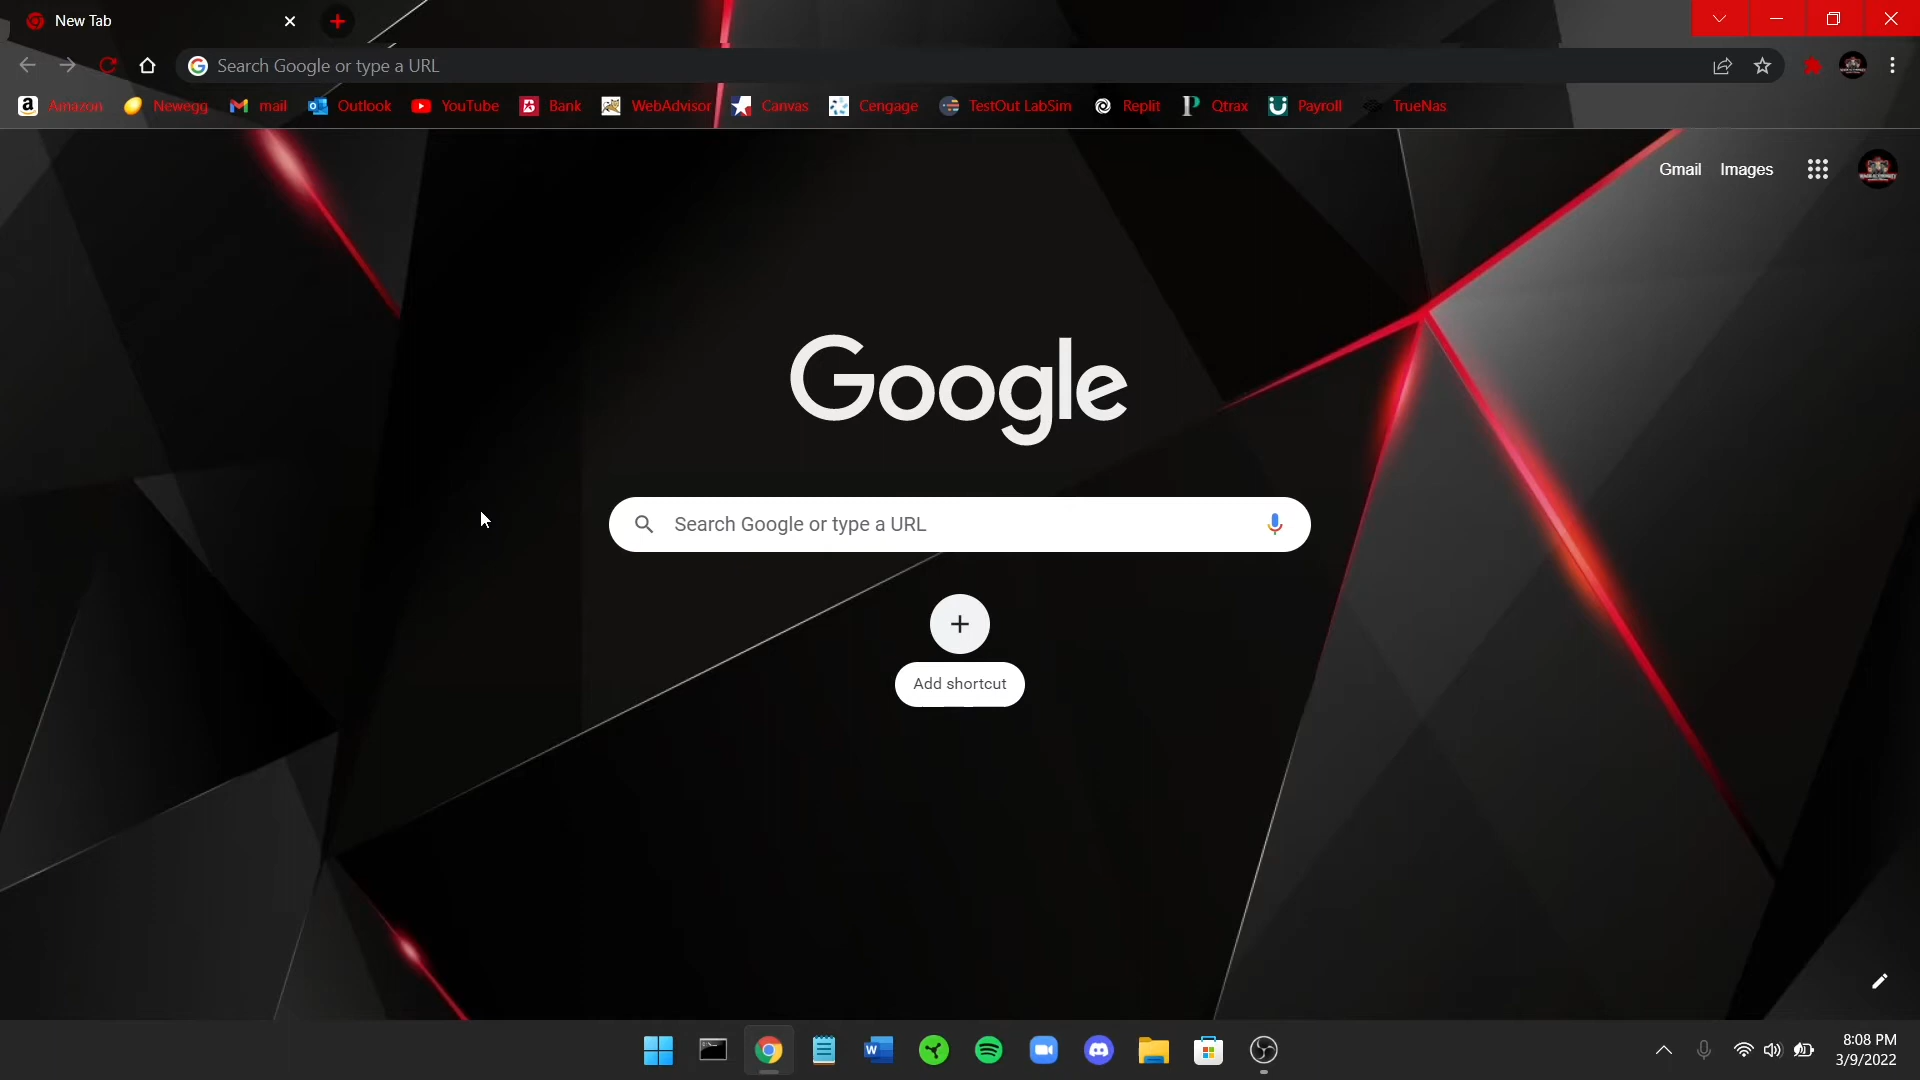 New Tab
Search Google or type a URL
Amazon Newegg mail Outlook YouTube Bank WebAdvisor Canvas Cengage TestOut LabSim Replit Qtrax Payroll TrueNas
Gmail Images
Google
Search Google or type a URL
Add shortcut
8:08 PM
3/9/2022